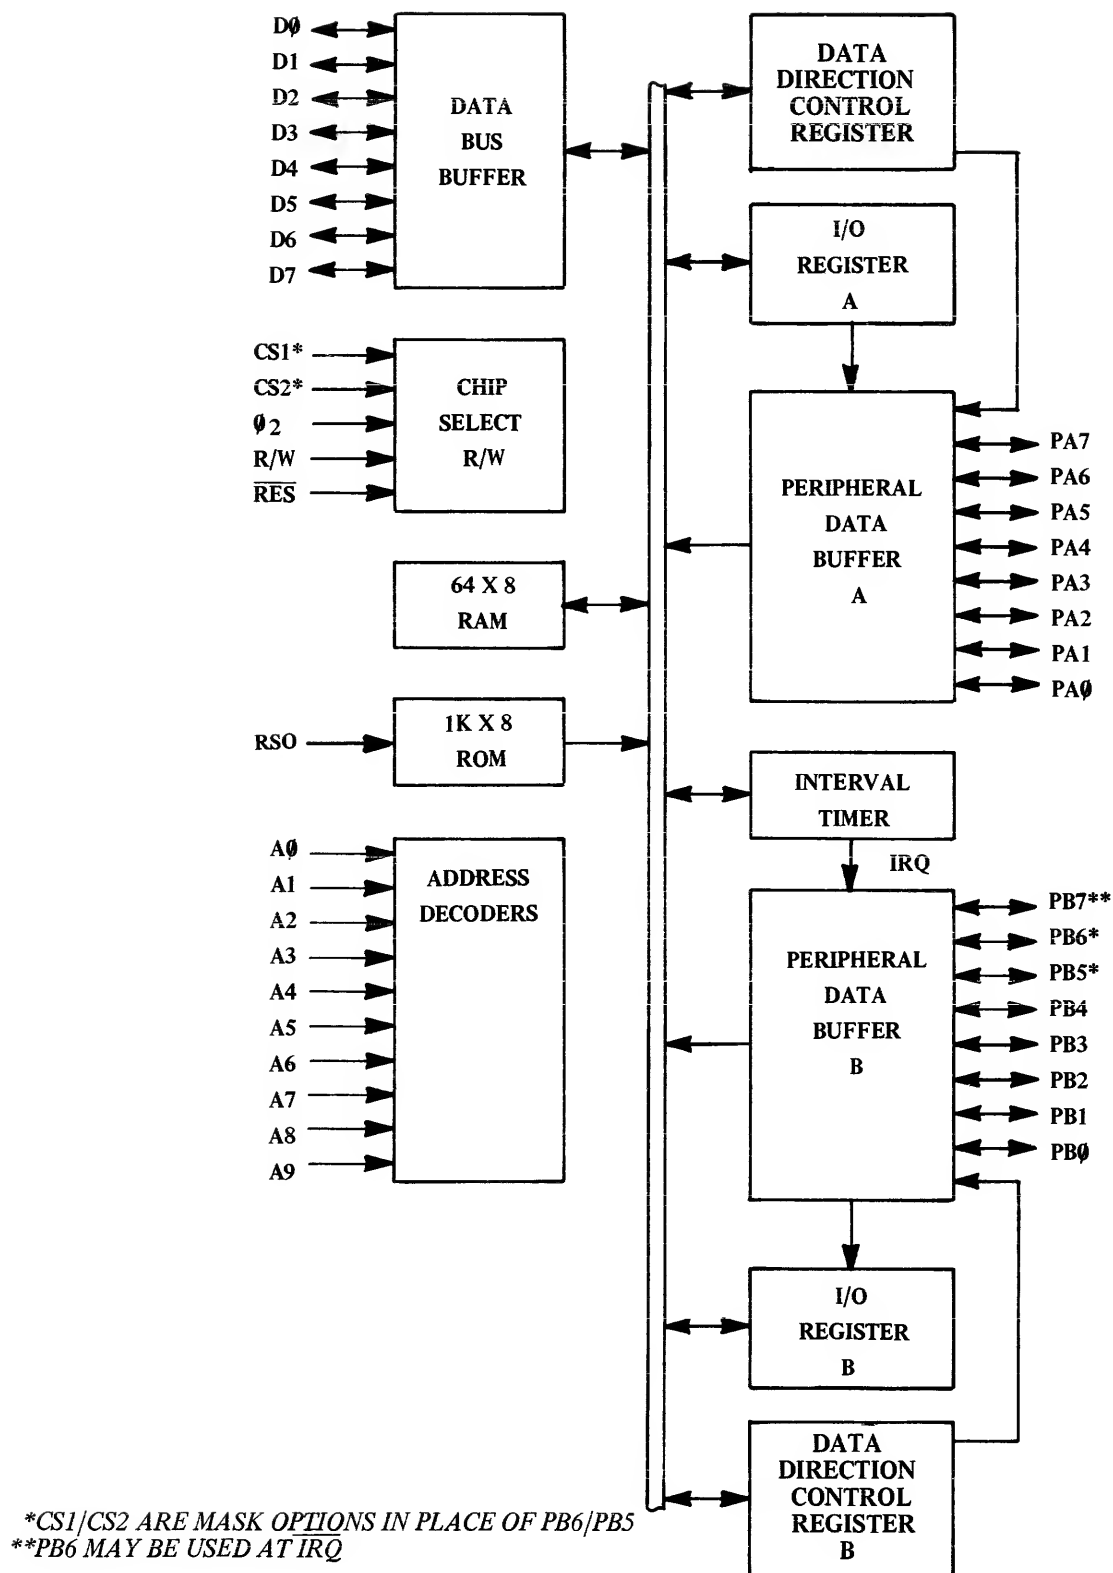 DØ
D1
D2
D3
D4
D5
D6
D7
DATA
BUS
BUFFER
CS1*
CS2*
Ø2
R/W
RES
CHIP
SELECT
R/W
64 X 8
RAM
RSO
1K X 8
ROM
AØ
A1
A2
A3
A4
A5
A6
A7
A8
A9
ADDRESS
DECODERS
DATA
DIRECTION
CONTROL
REGISTER
I/O
REGISTER
A
PERIPHERAL
DATA
BUFFER
A
PA7
PA6
PA5
PA4
PA3
PA2
PA1
PAØ
INTERVAL
TIMER
IRQ
PERIPHERAL
DATA
BUFFER
B
PB7**
PB6*
PB5*
PB4
PB3
PB2
PB1
PBØ
I/O
REGISTER
B
DATA
DIRECTION
CONTROL
REGISTER
B
*CS1/CS2 ARE MASK OPTIONS IN PLACE OF PB6/PB5
**PB6 MAY BE USED AT IRQ